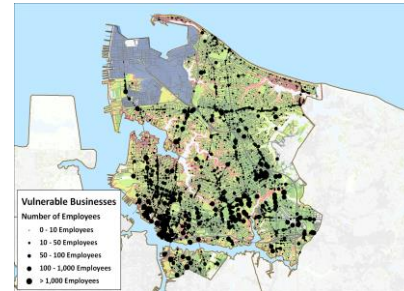 Vulnerable Businesses
Number of Employees
0 - 10 Employees
10 - 50 Employees
50 - 100 Employees
100 - 1,000 Employees
> 1,000 Employees